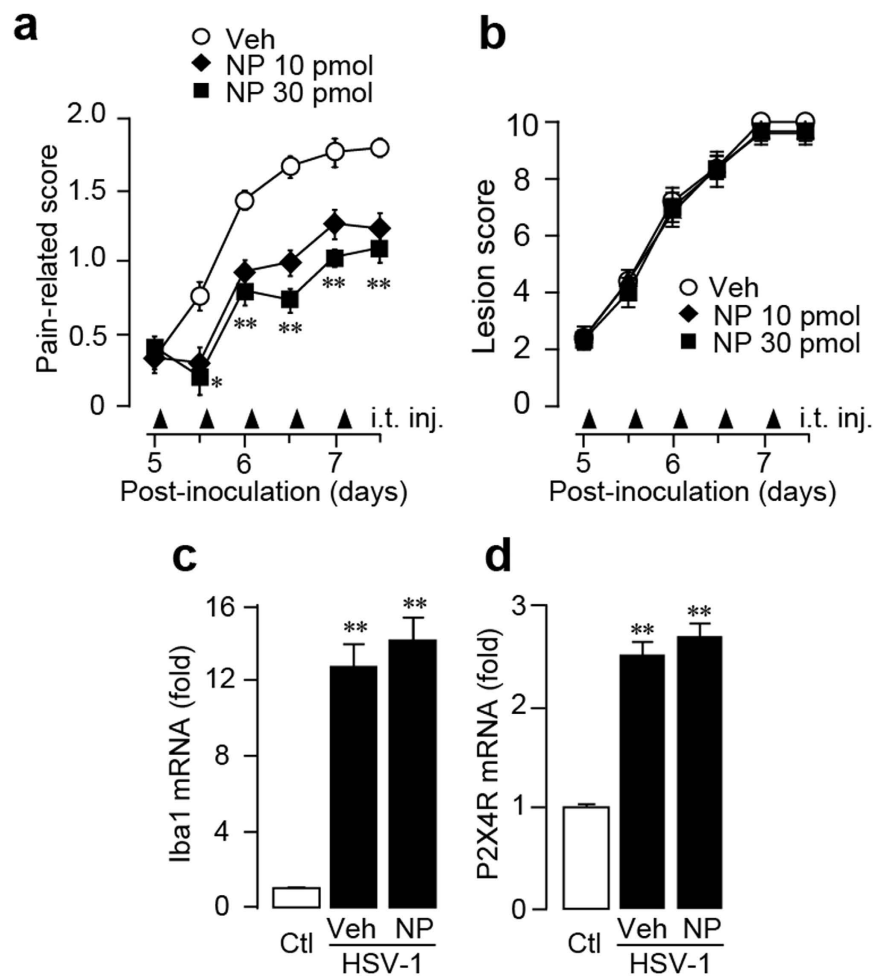 a
Veh
NP 10 pmol
NP 30 pmol
Pain-related score
2.0
1.5
1.0
0.5
0
*
**
**
**
**
i.t. inj.
5
6
7
Post-inoculation (days)
b
Lesion score
10
8
6
4
2
0
Veh
NP 10 pmol
NP 30 pmol
i.t. inj.
5
6
7
Post-inoculation (days)
c
Iba1 mRNA (fold)
16
12
8
4
0
**
**
Ctl
Veh
NP
HSV-1
d
P2X4R mRNA (fold)
3
2
1
0
**
**
Ctl
Veh
NP
HSV-1